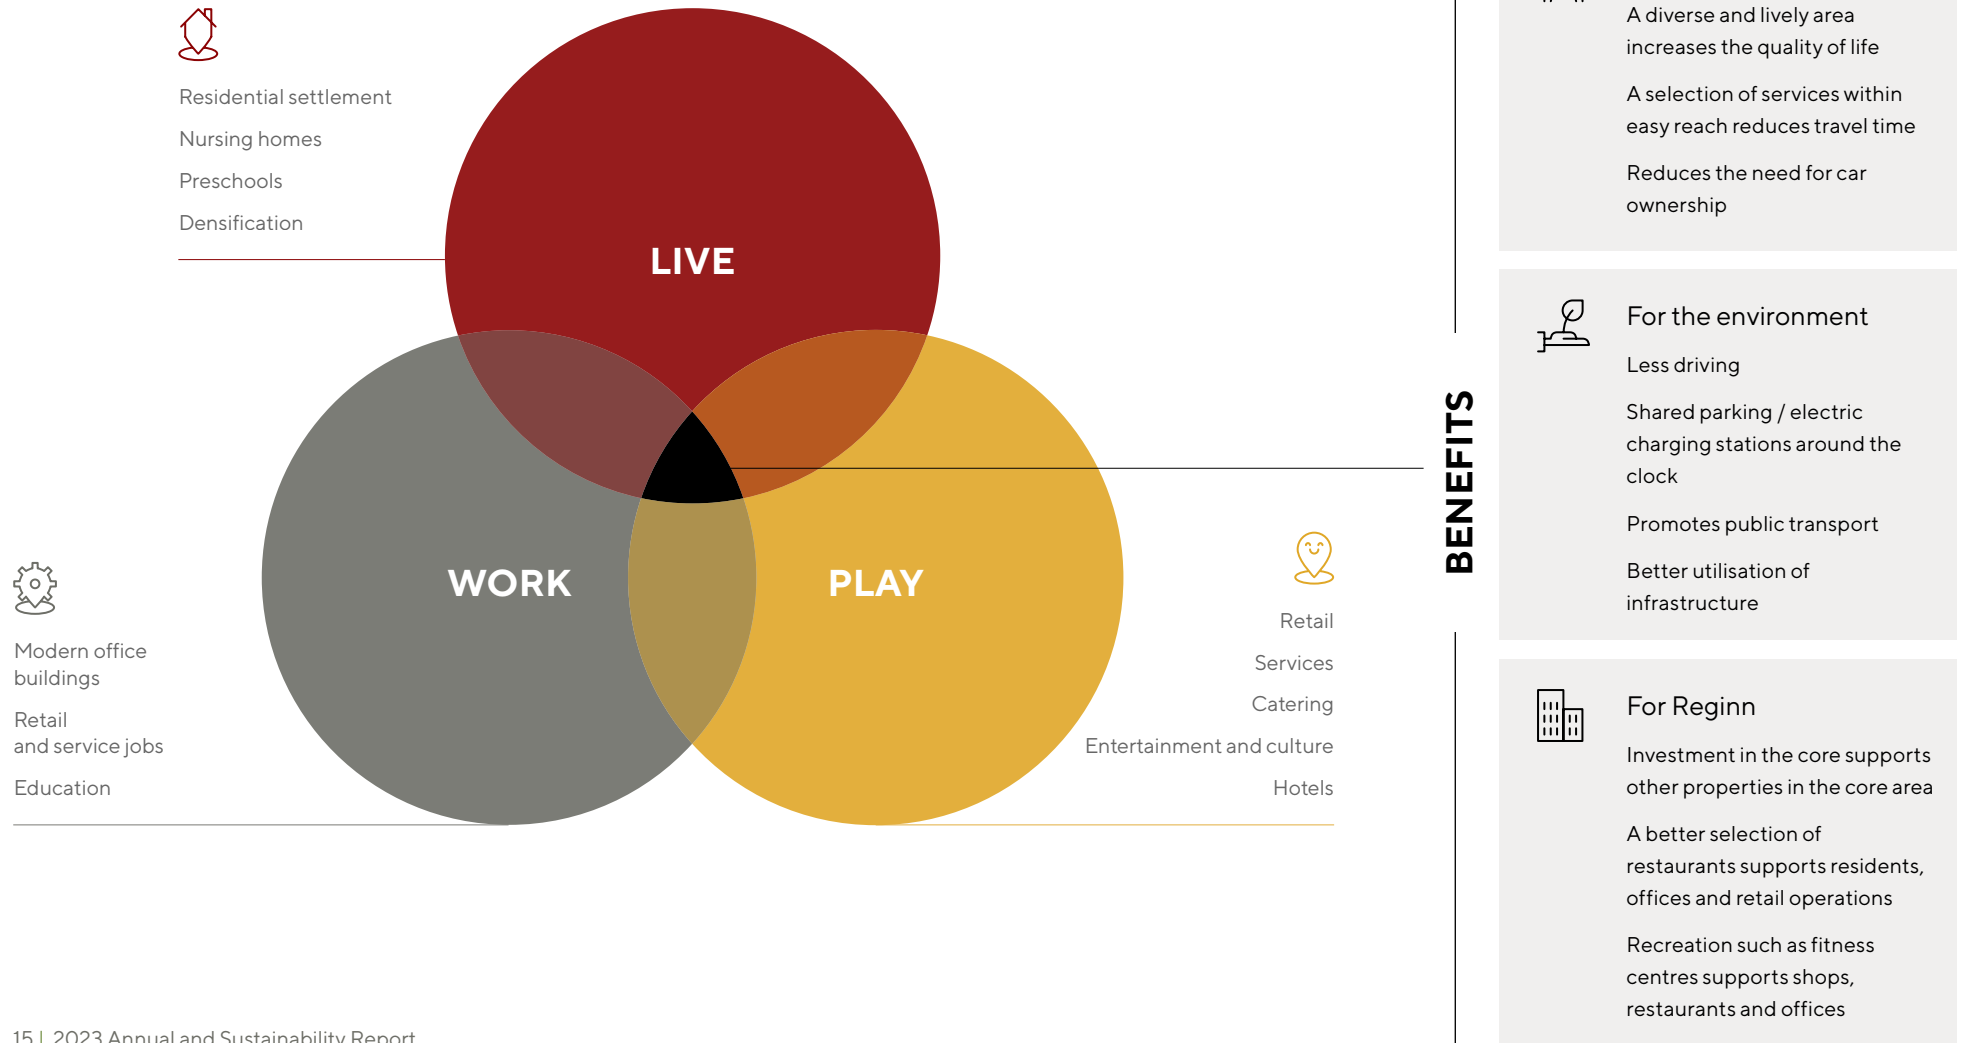 Residential settlement
Nursing homes
Preschools
Densification
LIVE
WORK
PLAY
Modern office
buildings
Retail
and service jobs
Education
Retail
Services
Catering
Entertainment and culture
Hotels
BENEFITS
A diverse and lively area
increases the quality of life
A selection of services within
easy reach reduces travel time
Reduces the need for car
ownership
For the environment
Less driving
Shared parking / electric
charging stations around the
clock
Promotes public transport
Better utilisation of
infrastructure
For Reginn
Investment in the core supports
other properties in the core area
A better selection of
restaurants supports residents,
offices and retail operations
Recreation such as fitness
centres supports shops,
restaurants and offices
15 | 2023 Annual and Sustainability Report